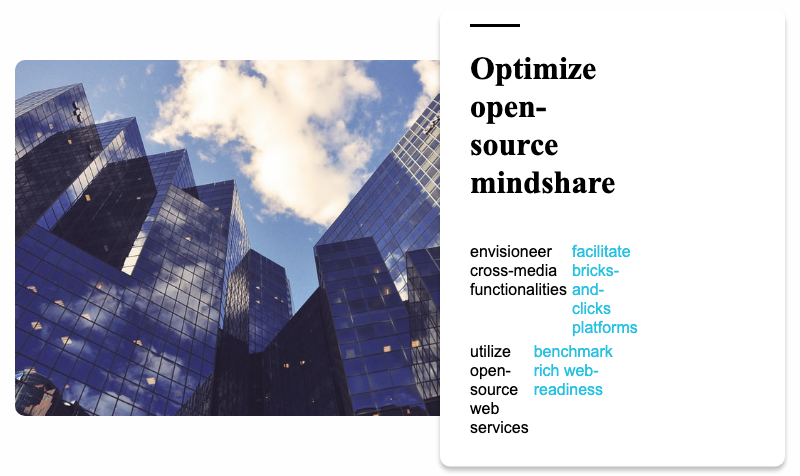 Optimize
open-
source
mindshare
envisioneer
cross-media
functionalities
facilitate
bricks-
and-
clicks
platforms
utilize
open-
source
web
services
benchmark
rich web-
readiness